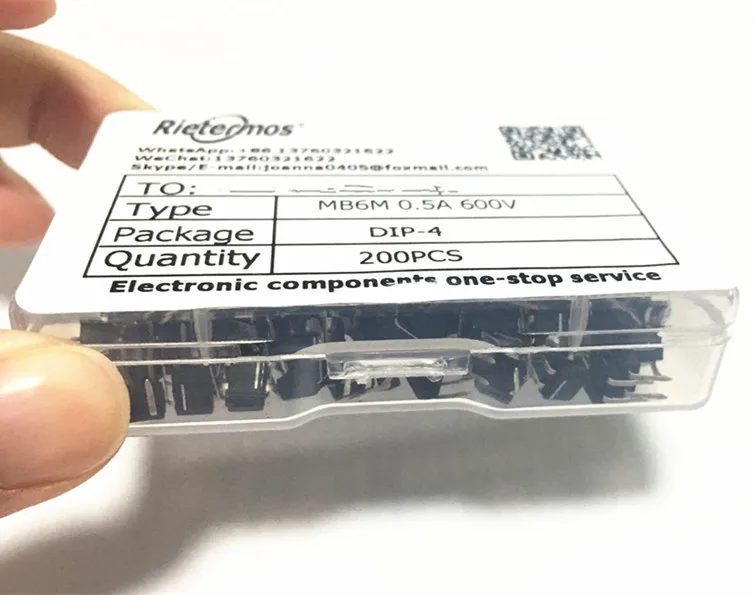 Rietermos
WhatsApp: +86 13760321622
WeChat:13760321622
Skype/E-mail:joanna0405@foxmail.com
TO:
Type MB6M 0.5A 600V
Package DIP-4
Quantity 200PCS
Electronic components one-stop service